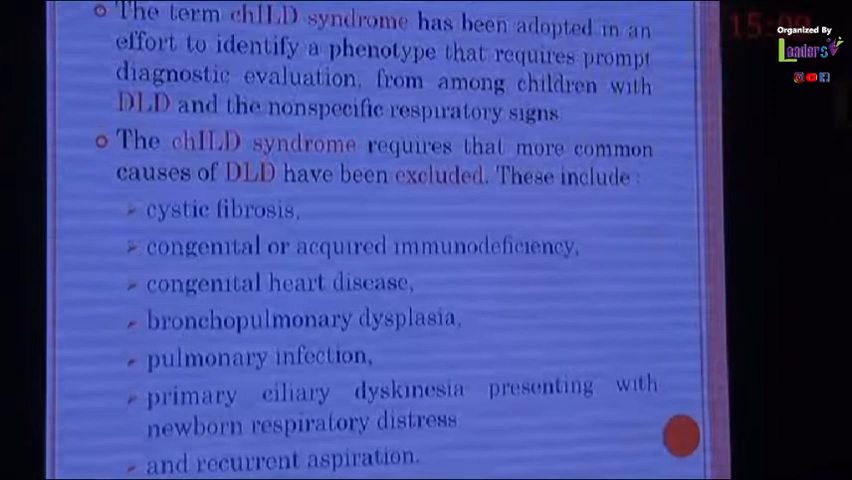 The term chILD syndrome has been adopted in an
effort to identify a phenotype that requires prompt
diagnostic evaluation, from among children with
DLD and the nonspecific respiratory signs
The chILD syndrome requires that more common
causes of DLD have been excluded. These include :
cystic fibrosis,
congenital or acquired immunodeficiency,
congenital heart disease,
bronchopulmonary dysplasia,
pulmonary infection,
primary ciliary dyskinesia presenting with
newborn respiratory distress
and recurrent aspiration.
Organized By
Leaders